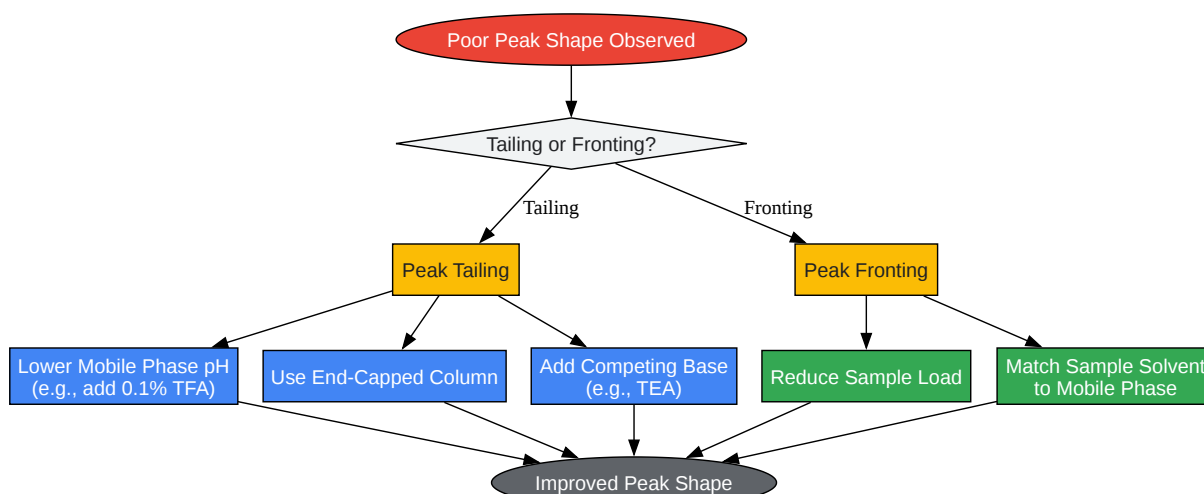 Poor Peak Shape Observed
Tailing or Fronting?
Tailing
Fronting
Peak Tailing
Peak Fronting
Lower Mobile Phase pH
(e.g., add 0.1% TFA)
Use End-Capped Column
Add Competing Base
(e.g., TEA)
Reduce Sample Load
Match Sample Solvent
to Mobile Phase
Improved Peak Shape